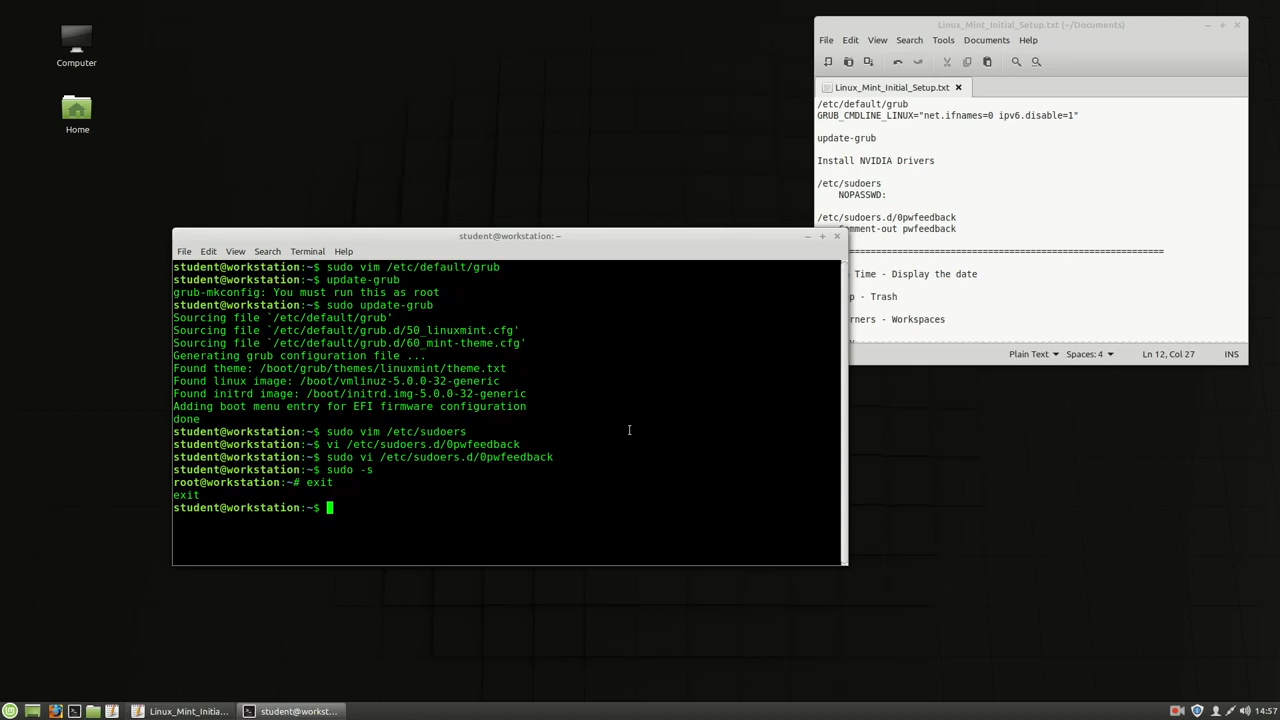 Computer
Home
Linux_Mint_Initial_Setup.txt (~/Documents)
File Edit View Search Tools Documents Help
Linux_Mint_Initial_Setup.txt
/etc/default/grub
GRUB_CMDLINE_LINUX="net.ifnames=0 ipv6.disable=1"
update-grub
Install NVIDIA Drivers
/etc/sudoers
NOPASSWD:
/etc/sudoers.d/0pwfeedback
omment-out pwfeedback
Time - Display the date
p - Trash
rners - Workspaces
Plain Text Spaces: 4 Ln 12, Col 27 INS
student@workstation: ~
File Edit View Search Terminal Help
student@workstation:~$ sudo vim /etc/default/grub
student@workstation:~$ update-grub
grub-mkconfig: You must run this as root
student@workstation:~$ sudo update-grub
Sourcing file `/etc/default/grub'
Sourcing file `/etc/default/grub.d/50_linuxmint.cfg'
Sourcing file `/etc/default/grub.d/60_mint-theme.cfg'
Generating grub configuration file ...
Found theme: /boot/grub/themes/linuxmint/theme.txt
Found linux image: /boot/vmlinuz-5.0.0-32-generic
Found initrd image: /boot/initrd.img-5.0.0-32-generic
Adding boot menu entry for EFI firmware configuration
done
student@workstation:~$ sudo vim /etc/sudoers
student@workstation:~$ vi /etc/sudoers.d/0pwfeedback
student@workstation:~$ sudo vi /etc/sudoers.d/0pwfeedback
student@workstation:~$ sudo -s
root@workstation:~# exit
exit
student@workstation:~$
Linux_Mint_Initia... student@workst... 14:57